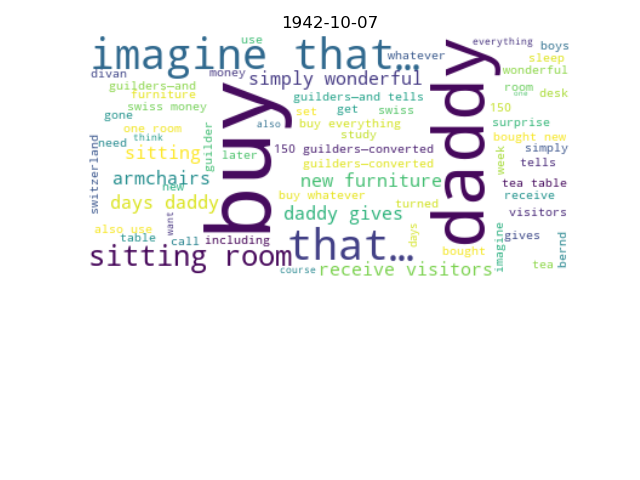 1942-10-07
imagine that…
use
whatever
everything
boys
sleep
divan
money
simply wonderful
wonderful
guilders—and
furniture
swiss money
guilders—and tells
room
one
desk
set
get
swiss
150
gone
one room
also
buy everything
surprise
need
think
study
bought new
buy
daddy
switzerland
sitting
guilder
later
150 guilders—converted
simply
guilders—converted
week
tells
armchairs
new
new furniture
tea table
buy whatever
receive
days daddy
turned
want
daddy gives
visitors
also use
table
call
including
that…
days
gives
bernd
sitting room
bought
imagine
course
receive visitors
tea